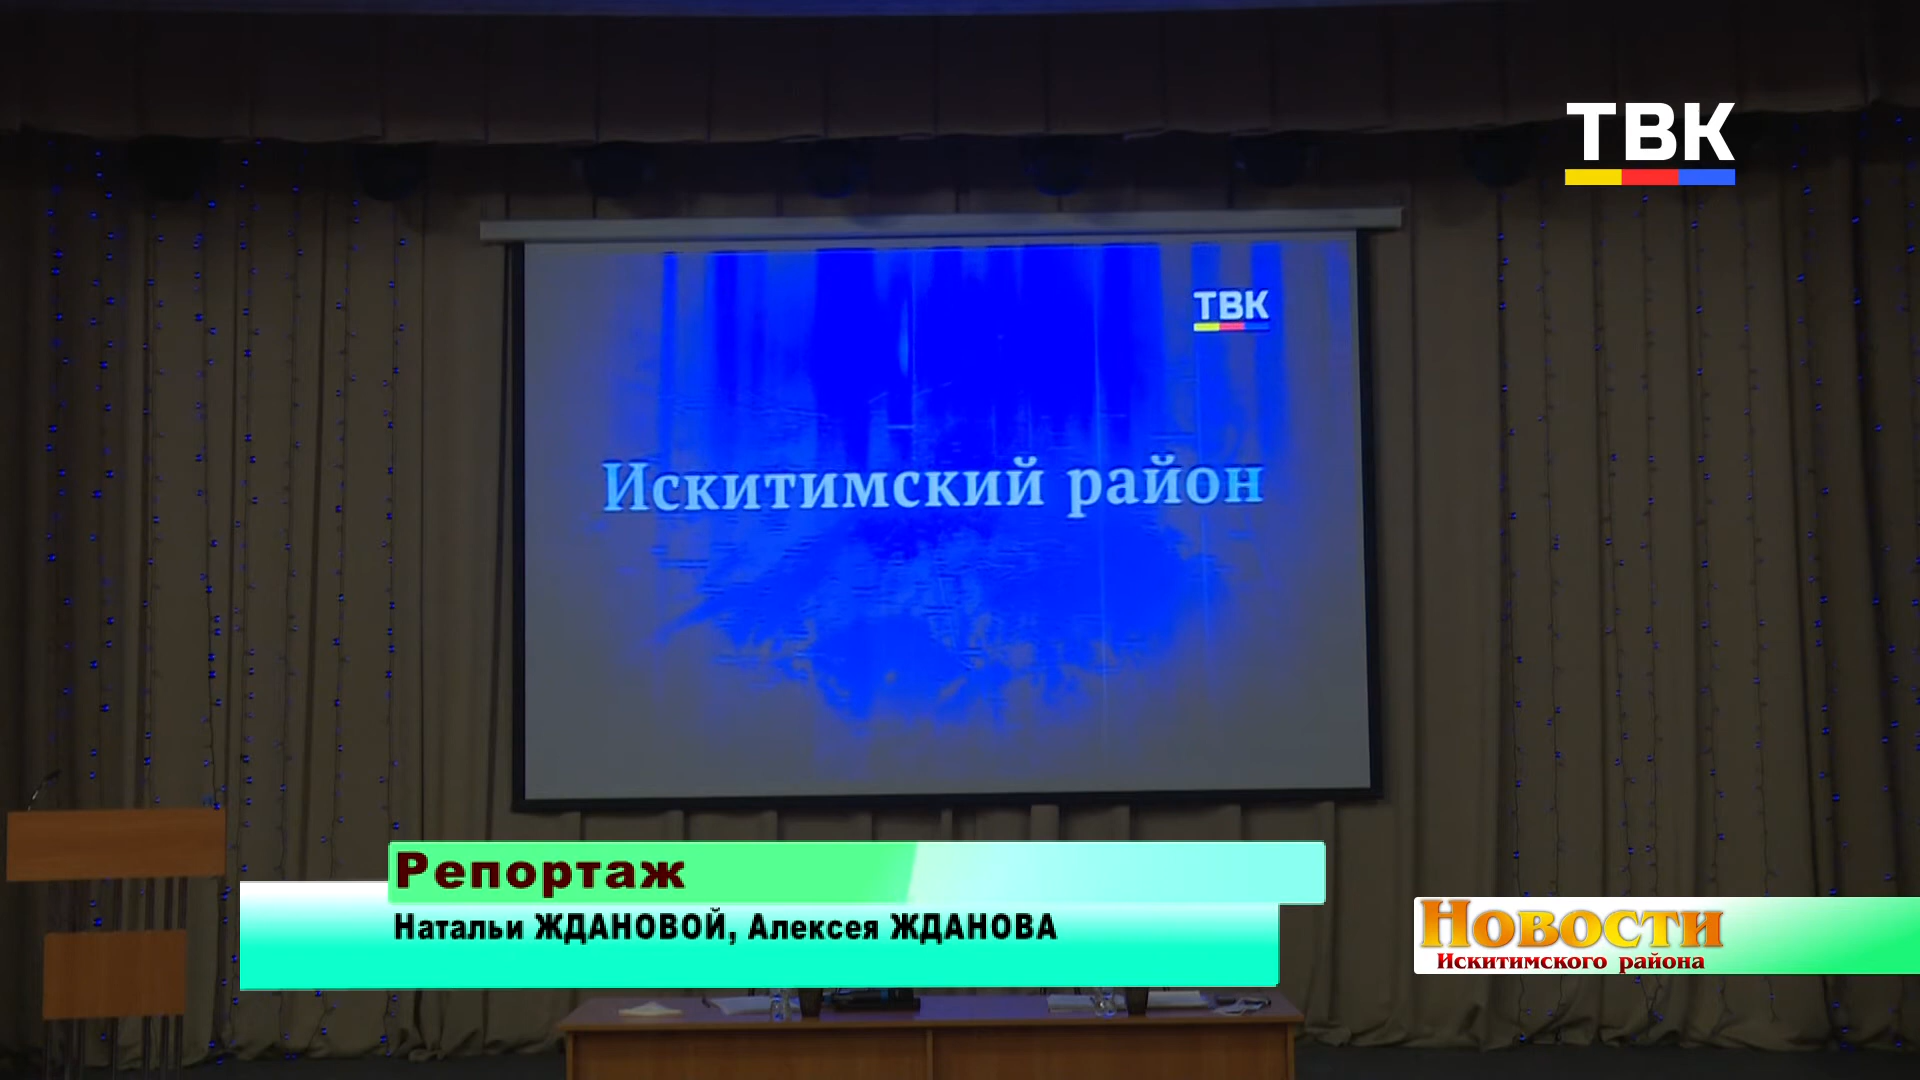 ТВК
ТВК
Искитимский район
Репортаж
Натальи ЖДАНОВОЙ, Алексея ЖДАНОВА
Новости
Искитимского района